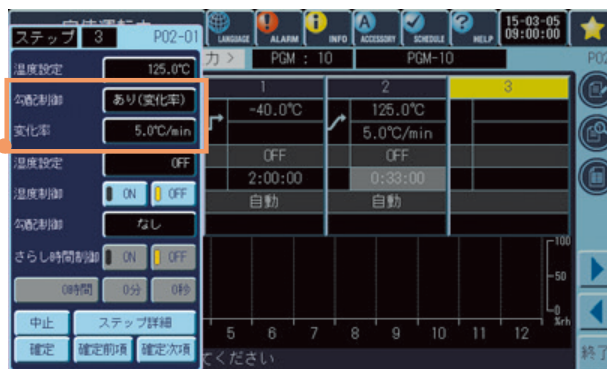 ステップ 3 P02-01
LANGUAGE ALARM INFO ACCESSORY SCHEDULE HELP 15-03-05
09:00:00
力 > PGM : 10 PGM-10 P02
温度設定 125.0℃
勾配制御 あり(変化率)
変化率 5.0℃/min
湿度設定 OFF
湿度制御 ON OFF
勾配制御 なし
さらし時間制御 ON OFF
0時間 0分 0秒
中止 ステップ詳細
確定 確定前項 確定次項
1 2 3
-40.0℃ 125.0℃
5.0℃/min
OFF OFF
2:00:00 0:33:00
自動 自動
100
50
0
%rh
5 6 7 8 9 10 11 12
てください
終了